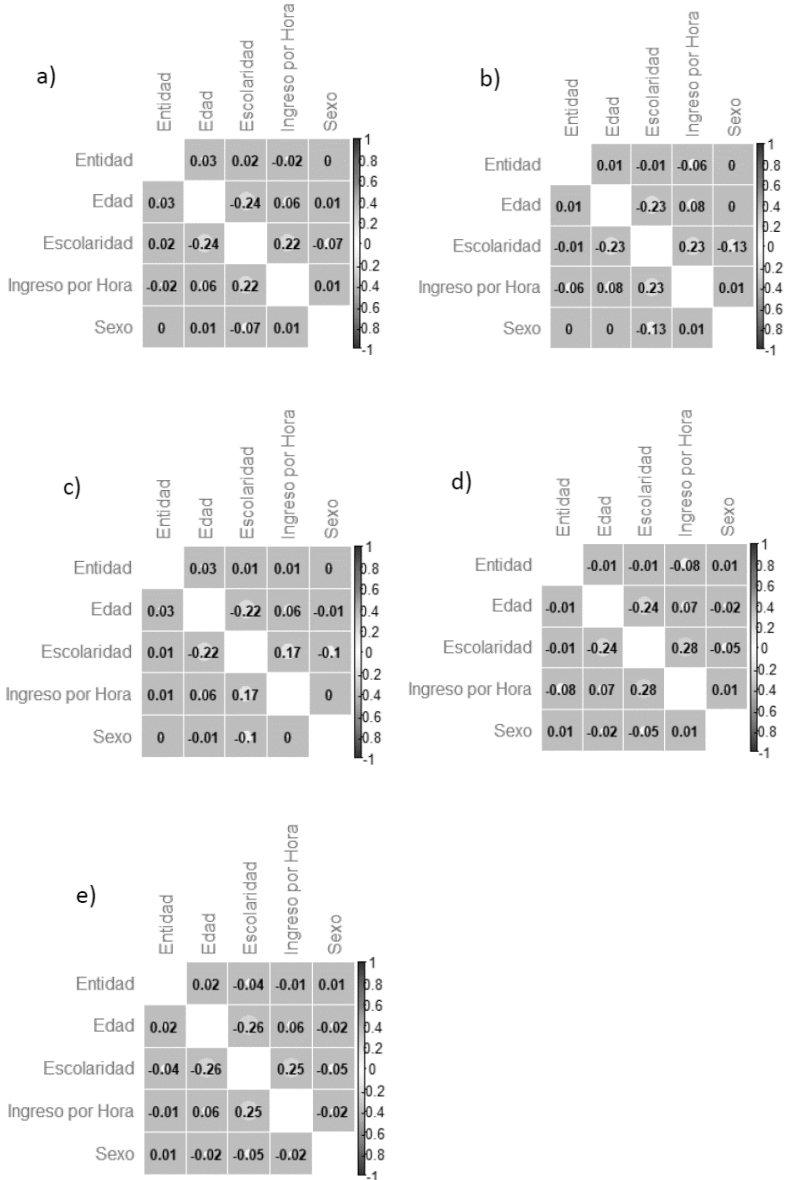 a)
Entidad Edad Escolaridad Ingreso por Hora Sexo
Entidad 0.03 0.02 -0.02 0
Edad 0.03 -0.24 0.06 0.01
Escolaridad 0.02 -0.24 0.22 -0.07
Ingreso por Hora -0.02 0.06 0.22 0.01
Sexo 0 0.01 -0.07 0.01
1
0.8
0.6
0.4
0.2
0
-0.2
-0.4
-0.6
-0.8
-1
b)
Entidad Edad Escolaridad Ingreso por Hora Sexo
Entidad 0.01 -0.01 -0.06 0
Edad 0.01 -0.23 0.08 0
Escolaridad -0.01 -0.23 0.23 -0.13
Ingreso por Hora -0.06 0.08 0.23 0.01
Sexo 0 0 -0.13 0.01
1
0.8
0.6
0.4
0.2
0
-0.2
-0.4
-0.6
-0.8
-1
c)
Entidad Edad Escolaridad Ingreso por Hora Sexo
Entidad 0.03 0.01 0.01 0
Edad 0.03 -0.22 0.06 -0.01
Escolaridad 0.01 -0.22 0.17 -0.1
Ingreso por Hora 0.01 0.06 0.17 0
Sexo 0 -0.01 -0.1 0
1
0.8
0.6
0.4
0.2
0
-0.2
-0.4
-0.6
-0.8
-1
d)
Entidad Edad Escolaridad Ingreso por Hora Sexo
Entidad -0.01 -0.01 -0.08 0.01
Edad -0.01 -0.24 0.07 -0.02
Escolaridad -0.01 -0.24 0.28 -0.05
Ingreso por Hora -0.08 0.07 0.28 0.01
Sexo 0.01 -0.02 -0.05 0.01
1
0.8
0.6
0.4
0.2
0
-0.2
-0.4
-0.6
-0.8
-1
e)
Entidad Edad Escolaridad Ingreso por Hora Sexo
Entidad 0.02 -0.04 -0.01 0.01
Edad 0.02 -0.26 0.06 -0.02
Escolaridad -0.04 -0.26 0.25 -0.05
Ingreso por Hora -0.01 0.06 0.25 -0.02
Sexo 0.01 -0.02 -0.05 -0.02
1
0.8
0.6
0.4
0.2
0
-0.2
-0.4
-0.6
-0.8
-1